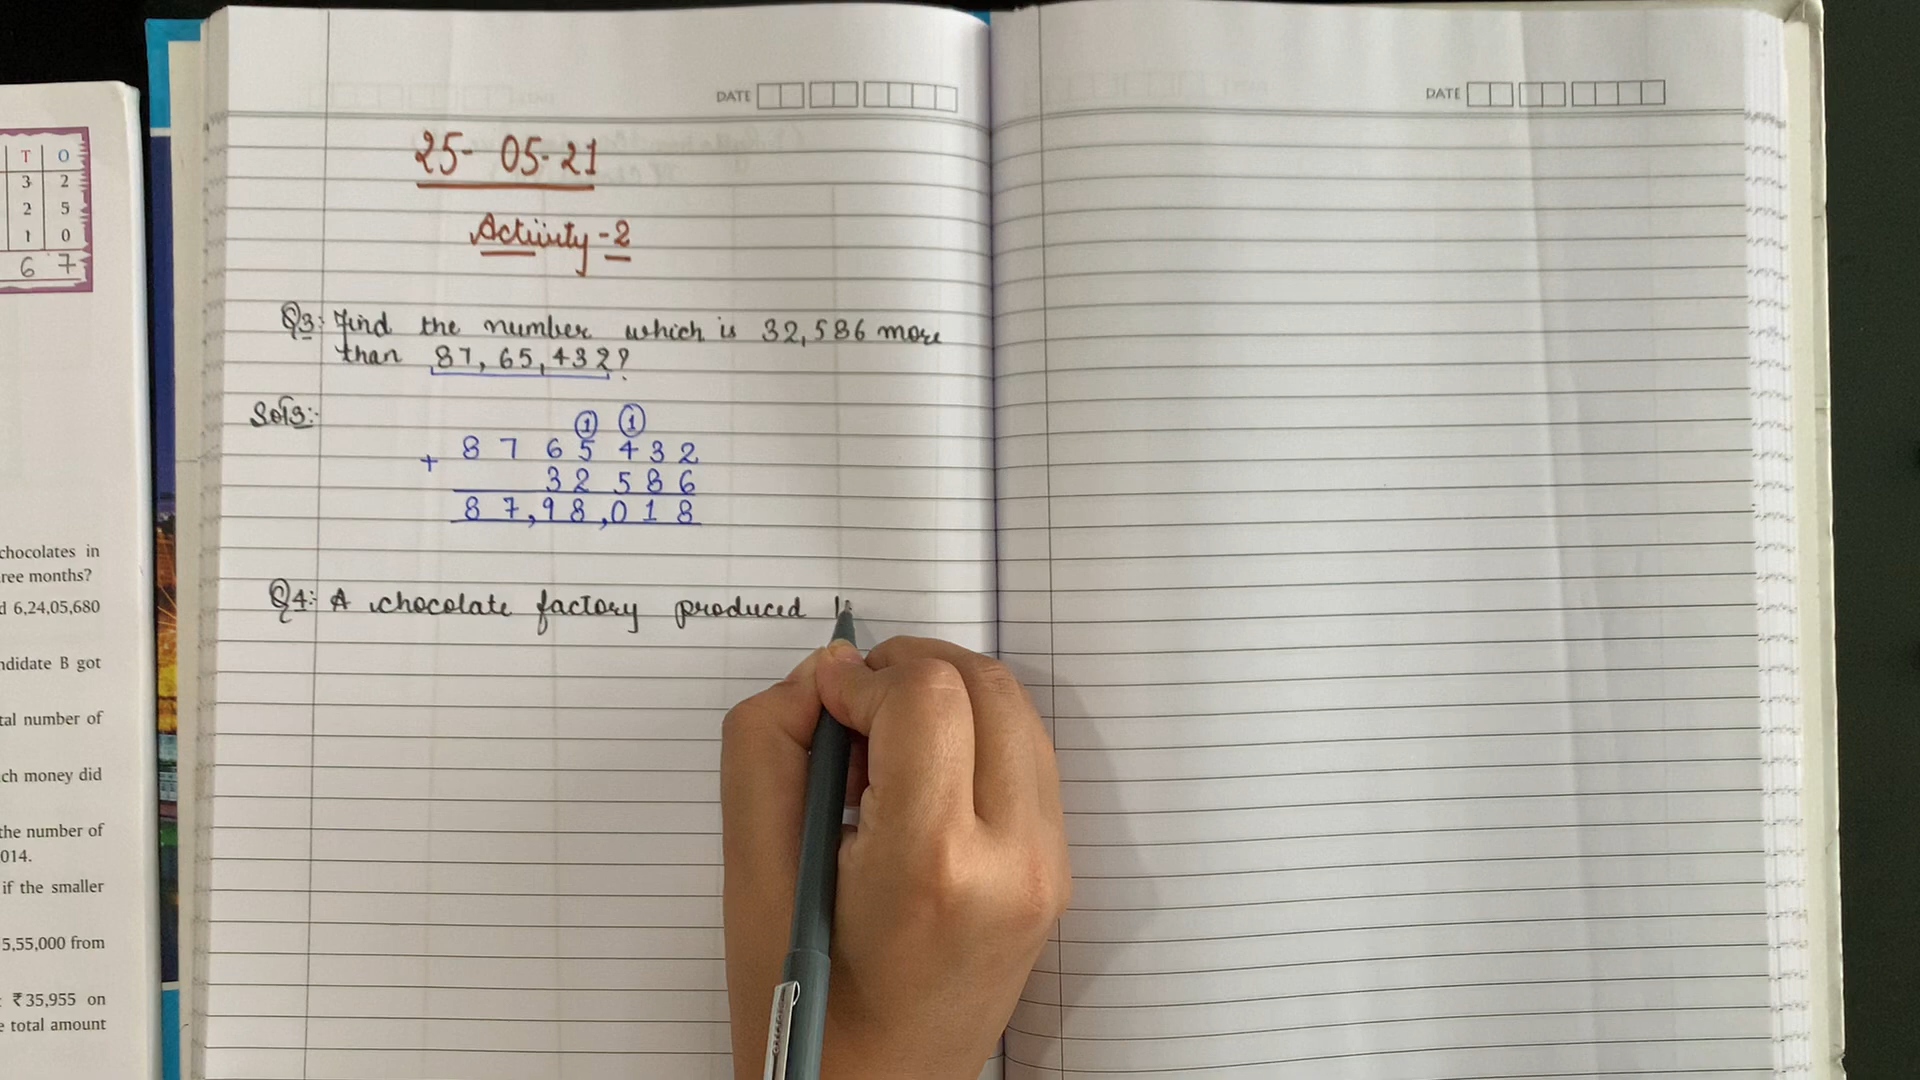 T O
3 2
2 5
1 0
6 7
chocolates in
ree months?
6,24,05,680
didate B got
tal number of
ch money did
the number of
014.
if the smaller
5,55,000 from
₹35,955 on
total amount
DATE
25-05-21
Activity-2
Q3: Find the number which is 32,586 more
than 87,65,432?
Sol3:-
1 1
8 7 6 5 4 3 2
+
3 2 5 8 6
8 7,9 8,0 1 8
Q4: A chocolate factory produced
DATE